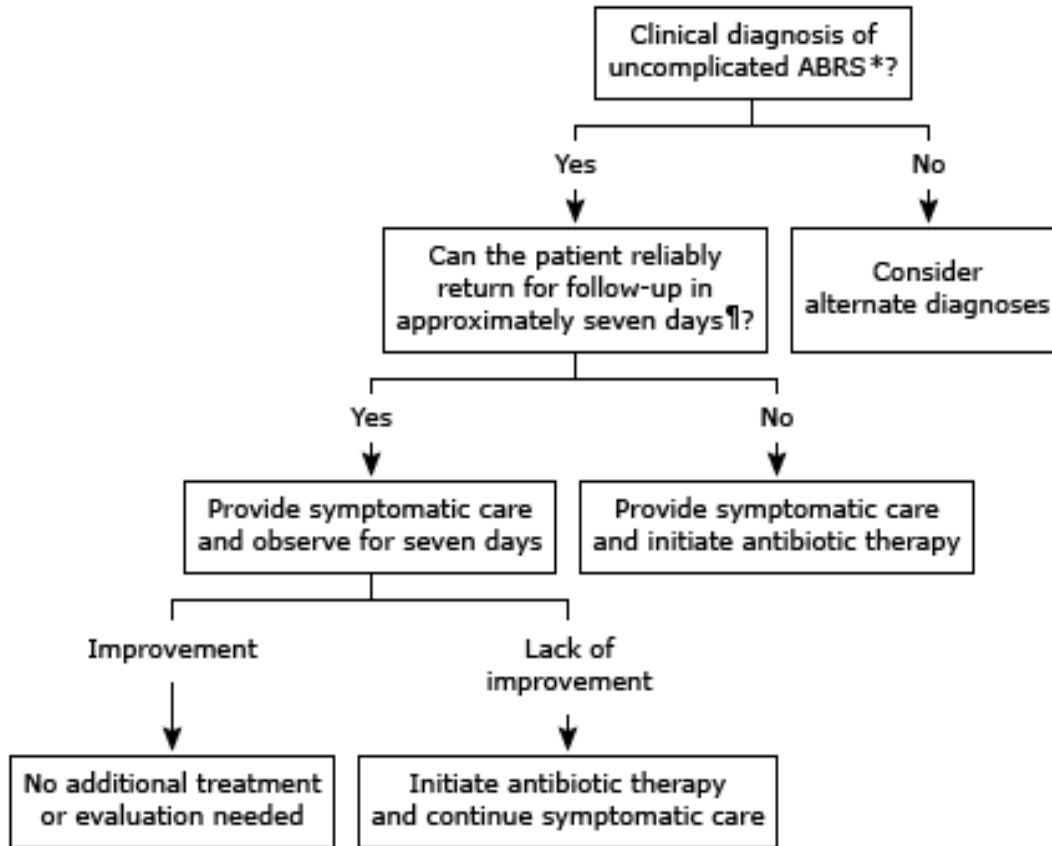 Clinical diagnosis of
uncomplicated ABRS*?
Yes
No
Can the patient reliably
return for follow-up in
approximately seven days¶?
Consider
alternate diagnoses
Yes
No
Provide symptomatic care
and observe for seven days
Provide symptomatic care
and initiate antibiotic therapy
Improvement
Lack of
improvement
No additional treatment
or evaluation needed
Initiate antibiotic therapy
and continue symptomatic care